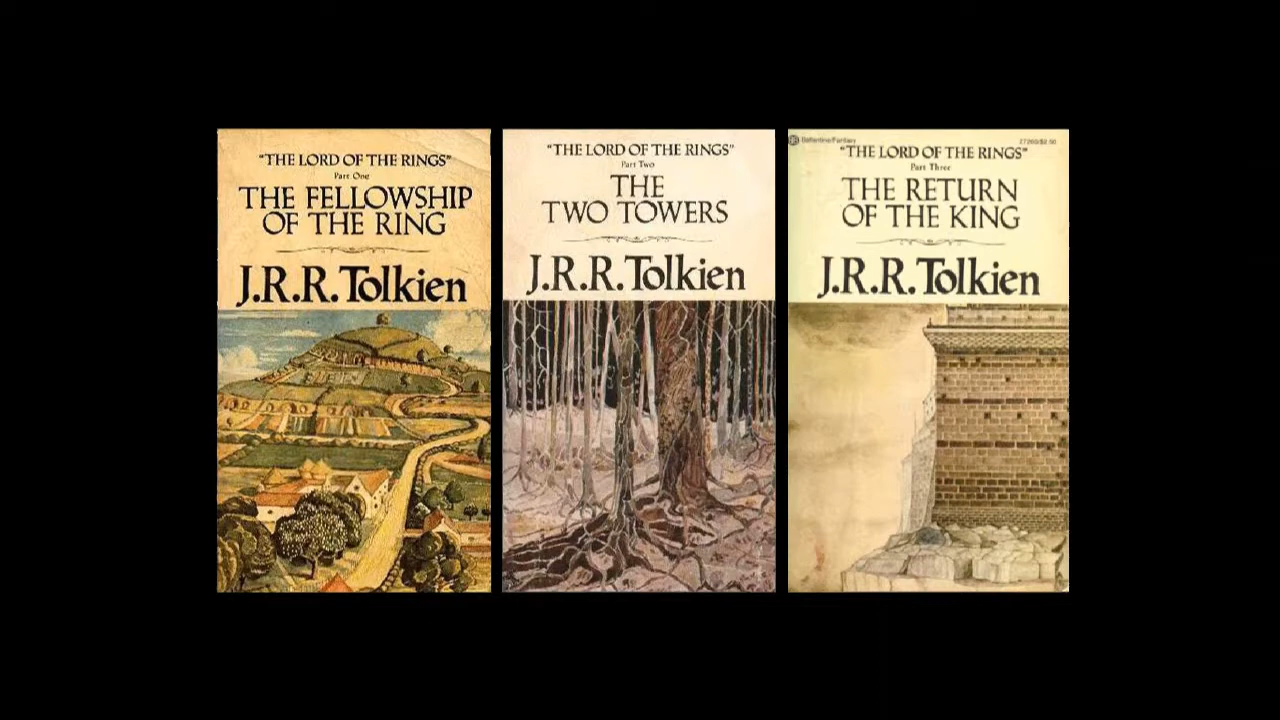 "THE LORD OF THE RINGS"
Part One
THE FELLOWSHIP
OF THE RING
J.R.R. Tolkien
"THE LORD OF THE RINGS"
Part Two
THE
TWO TOWERS
J.R.R. Tolkien
Ballantine/Fantasy
27260/$2.50
"THE LORD OF THE RINGS"
Part Three
THE RETURN
OF THE KING
J.R.R. Tolkien